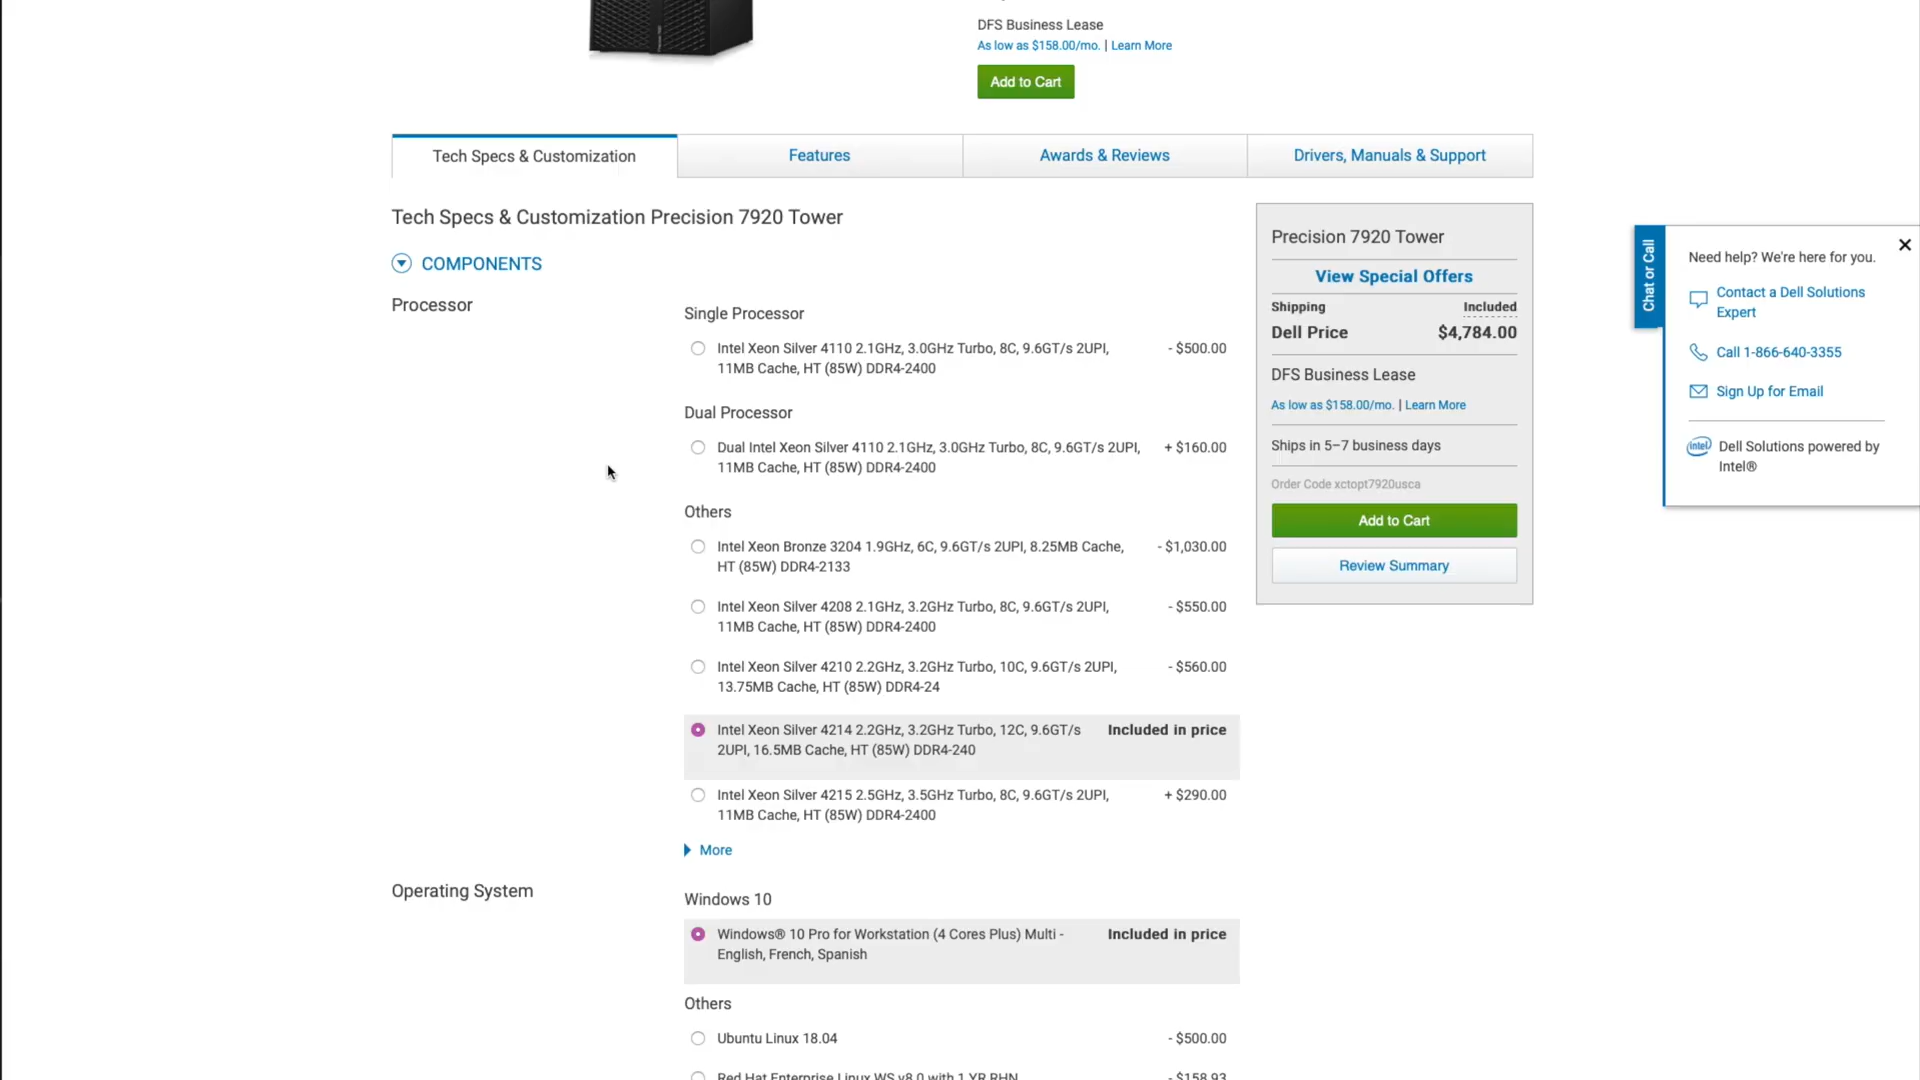 DFS Business Lease
As low as $158.00/mo. | Learn More
Add to Cart
Tech Specs & Customization
Features
Awards & Reviews
Drivers, Manuals & Support
Tech Specs & Customization Precision 7920 Tower
COMPONENTS
Processor
Single Processor
Intel Xeon Silver 4110 2.1GHz, 3.0GHz Turbo, 8C, 9.6GT/s 2UPI, - $500.00
11MB Cache, HT (85W) DDR4-2400
Dual Processor
Dual Intel Xeon Silver 4110 2.1GHz, 3.0GHz Turbo, 8C, 9.6GT/s 2UPI, + $160.00
11MB Cache, HT (85W) DDR4-2400
Others
Intel Xeon Bronze 3204 1.9GHz, 6C, 9.6GT/s 2UPI, 8.25MB Cache, - $1,030.00
HT (85W) DDR4-2133
Intel Xeon Silver 4208 2.1GHz, 3.2GHz Turbo, 8C, 9.6GT/s 2UPI, - $550.00
11MB Cache, HT (85W) DDR4-2400
Intel Xeon Silver 4210 2.2GHz, 3.2GHz Turbo, 10C, 9.6GT/s 2UPI, - $560.00
13.75MB Cache, HT (85W) DDR4-24
Intel Xeon Silver 4214 2.2GHz, 3.2GHz Turbo, 12C, 9.6GT/s Included in price
2UPI, 16.5MB Cache, HT (85W) DDR4-240
Intel Xeon Silver 4215 2.5GHz, 3.5GHz Turbo, 8C, 9.6GT/s 2UPI, + $290.00
11MB Cache, HT (85W) DDR4-2400
More
Operating System
Windows 10
Windows® 10 Pro for Workstation (4 Cores Plus) Multi - Included in price
English, French, Spanish
Others
Ubuntu Linux 18.04 - $500.00
Red Hat Enterprise Linux WS v8.0 with 1 YR RHN - $158.93
Precision 7920 Tower
View Special Offers
Shipping Included
Dell Price $4,784.00
DFS Business Lease
As low as $158.00/mo. | Learn More
Ships in 5–7 business days
Order Code xctopt7920usca
Add to Cart
Review Summary
Chat or Call
Need help? We're here for you.
Contact a Dell Solutions
Expert
Call 1-866-640-3355
Sign Up for Email
intel
Dell Solutions powered by
Intel®